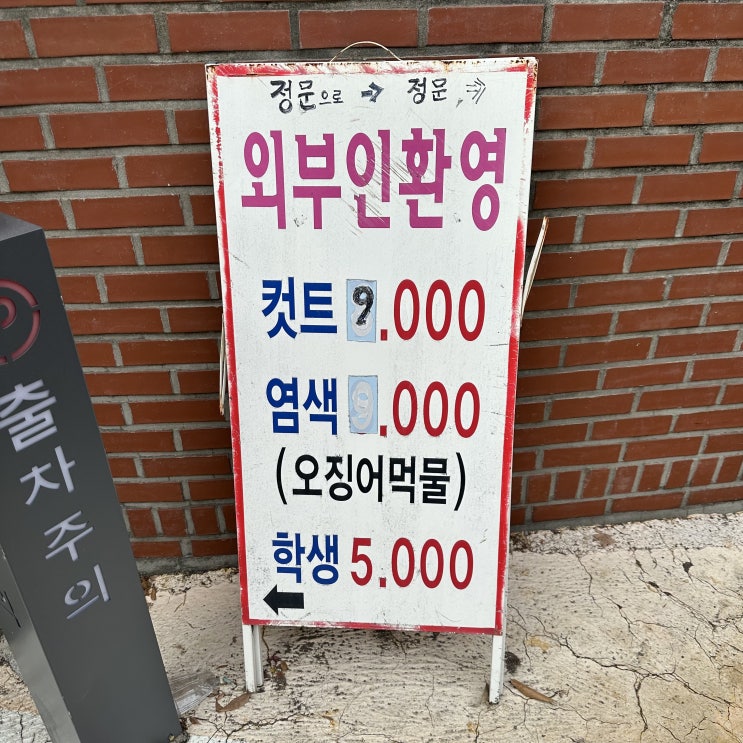 정문으로 → 정문 →
외부인환영
컷트 9.000
염색 9.000
(오징어먹물)
학생 5.000
←
출차주의